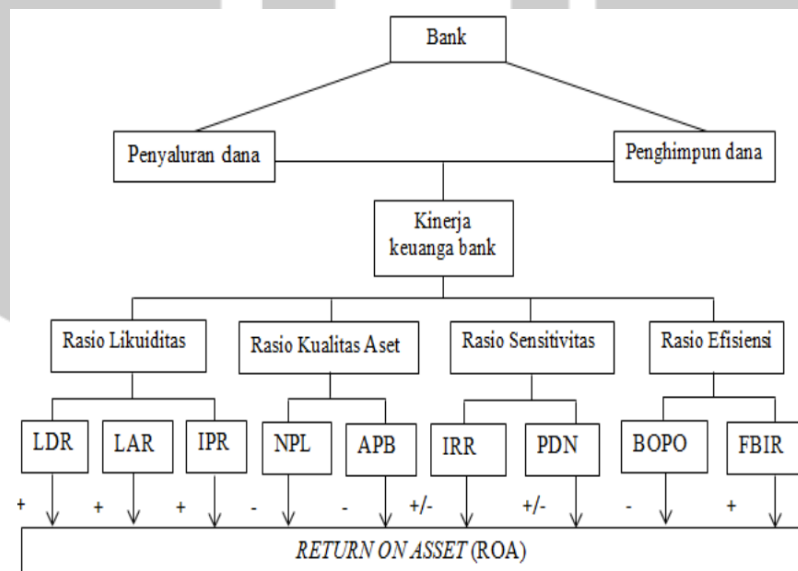 Bank
Penyaluran dana
Penghimpun dana
Kinerja
keuanga bank
Rasio Likuiditas
Rasio Kualitas Aset
Rasio Sensitivitas
Rasio Efisiensi
LDR
LAR
IPR
NPL
APB
IRR
PDN
BOPO
FBIR
+
+
+
-
-
+/-
+/-
-
+
RETURN ON ASSET (ROA)